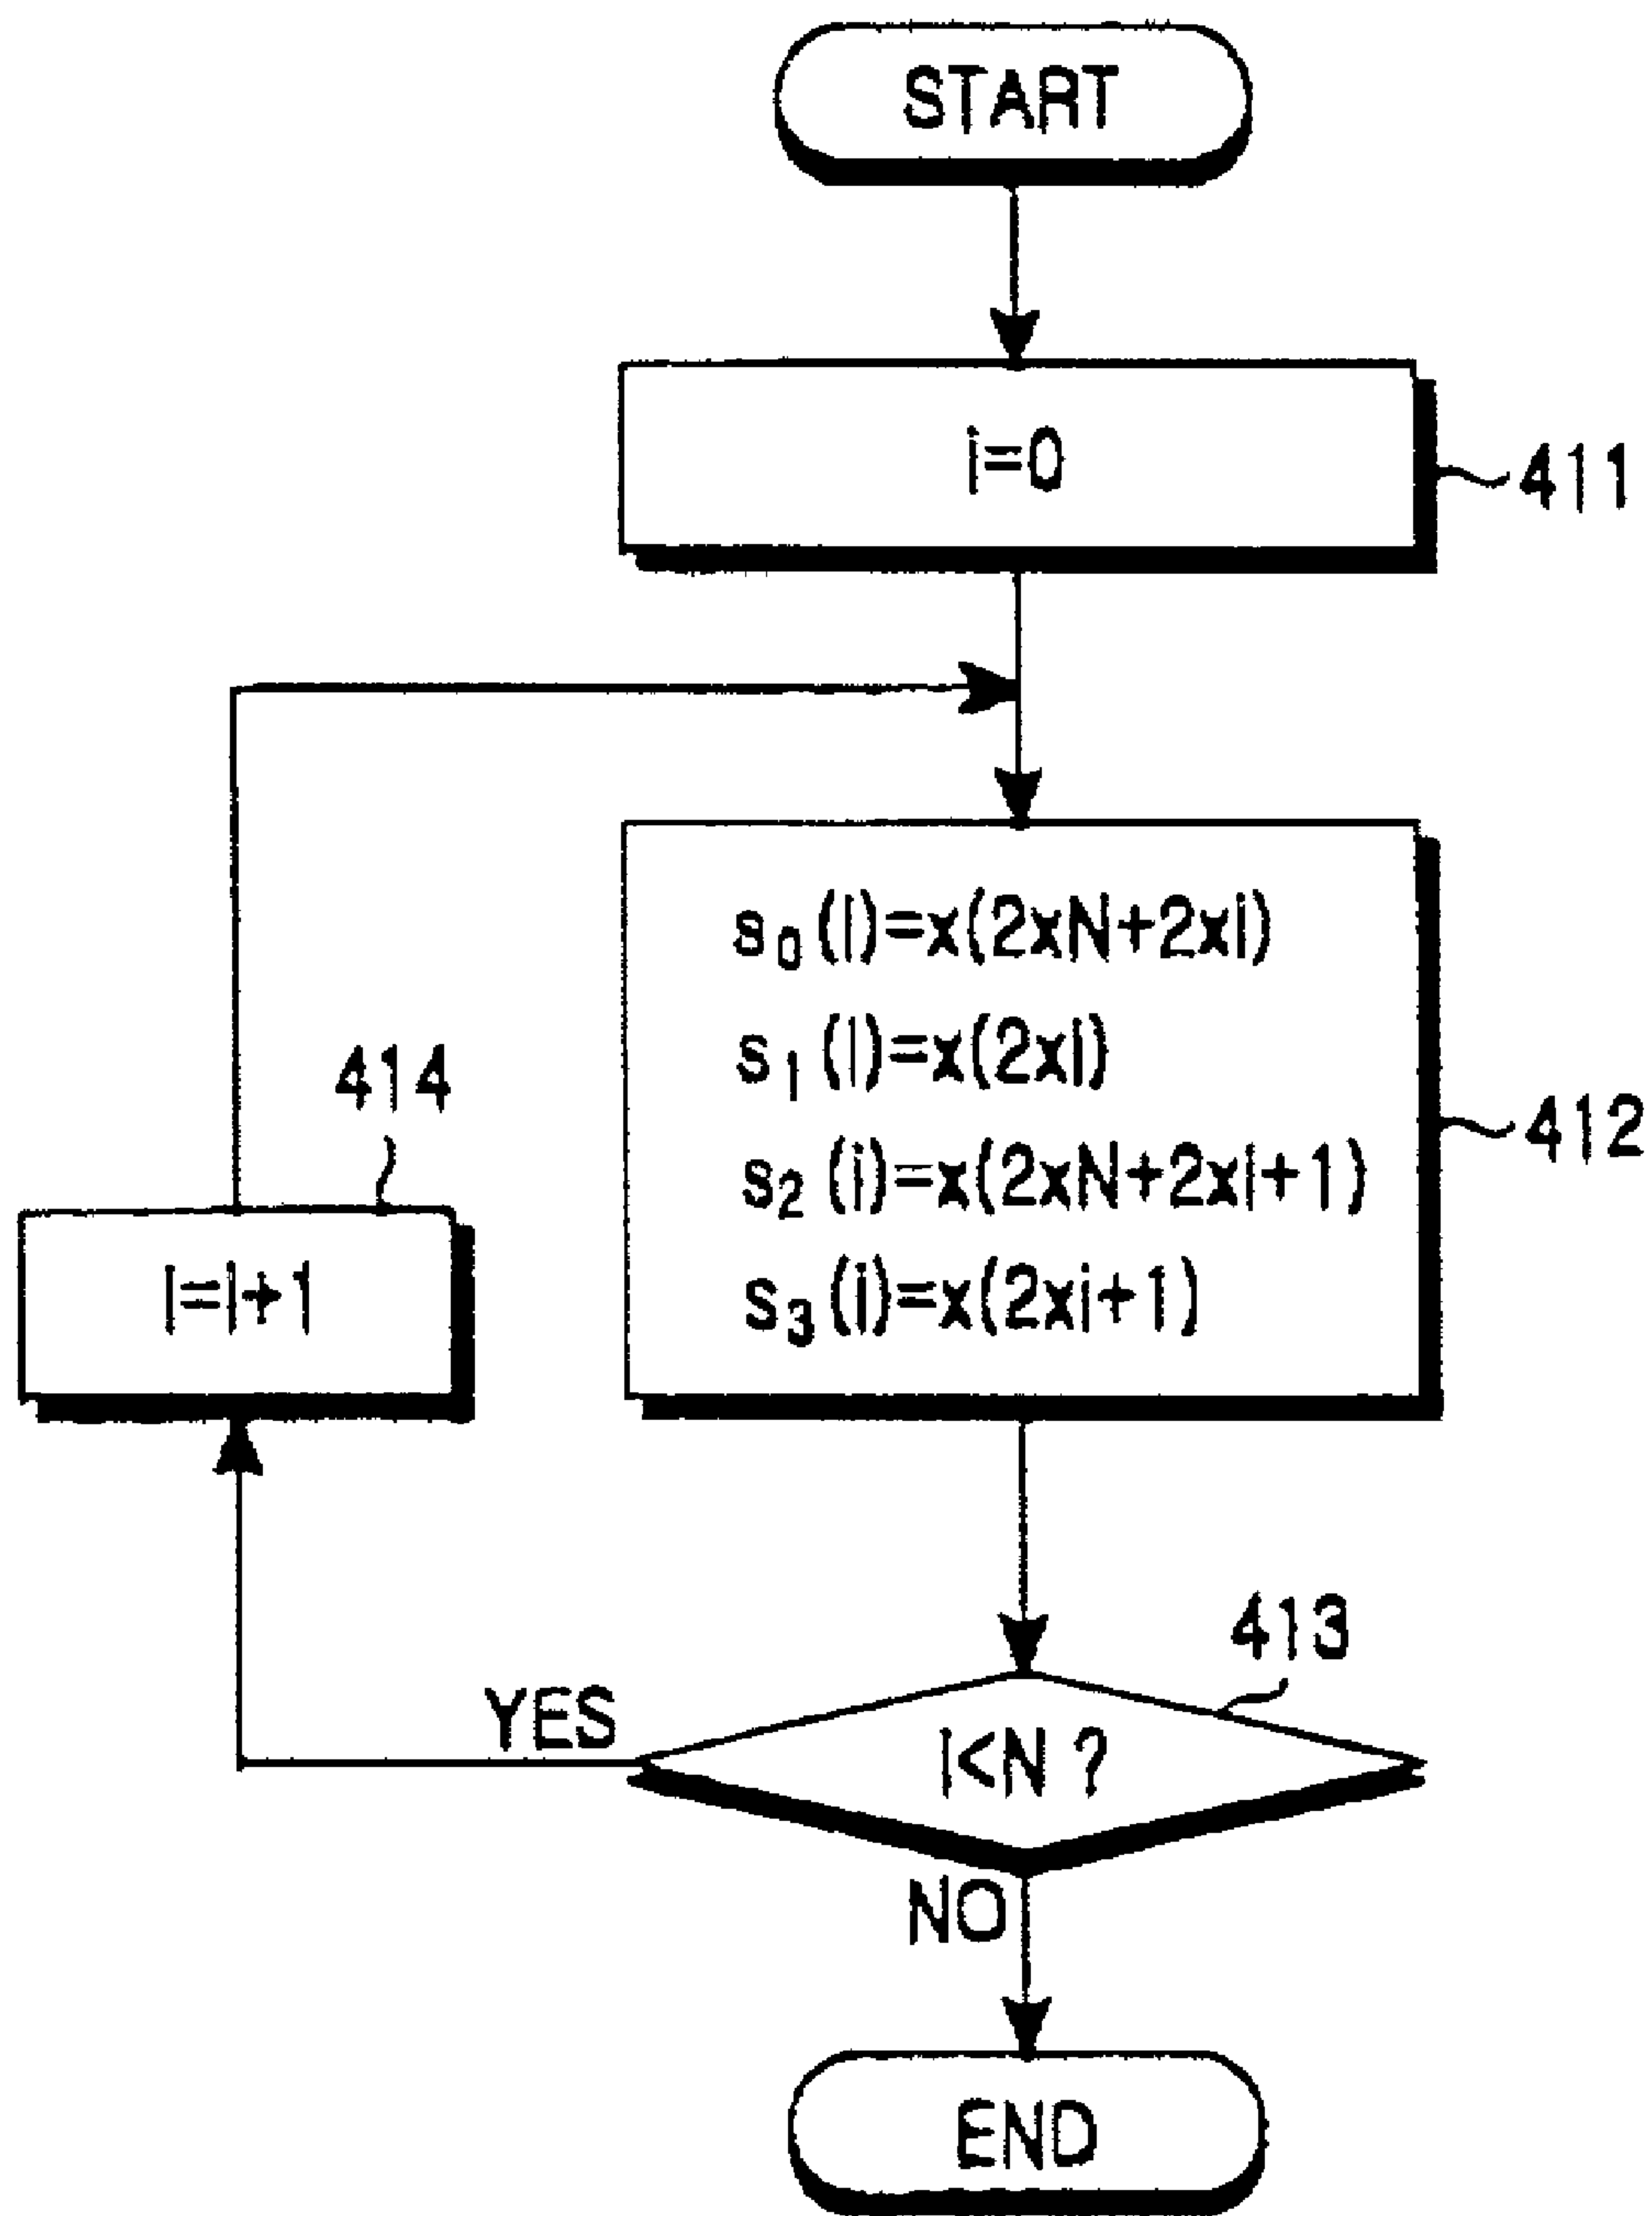 START
i=0
411
s₀(i)=x(2xN+2xi)
s₁(i)=x(2xi)
s₂(i)=x(2xN+2xi+1)
s₃(i)=x(2xi+1)
412
414
i=i+1
413
YES
i<N ?
NO
END